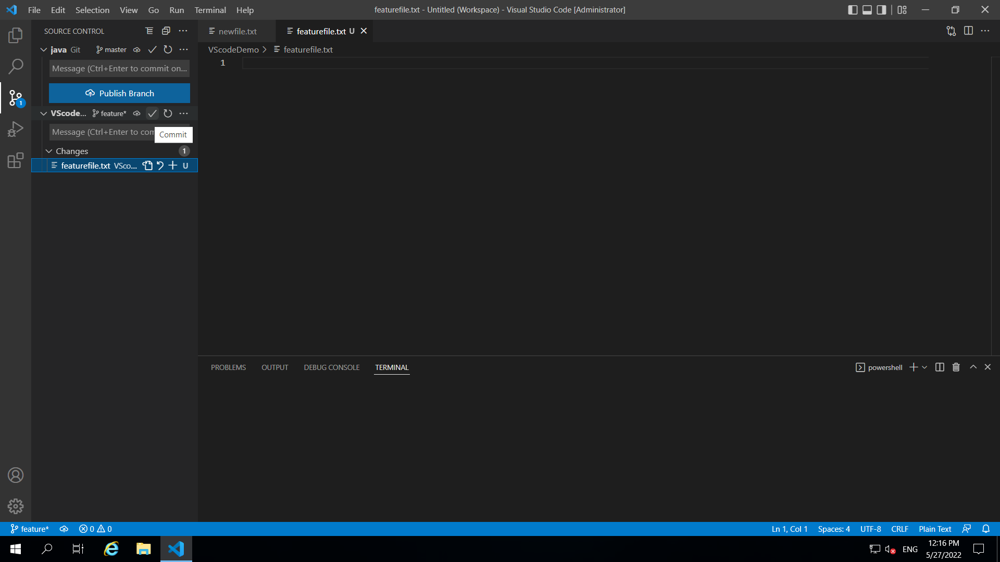 File Edit Selection View Go Run Terminal Help
featurefile.txt - Untitled (Workspace) - Visual Studio Code [Administrator]
SOURCE CONTROL
newfile.txt
featurefile.txt U
java Git master
VScodeDemo featurefile.txt
Message (Ctrl+Enter to commit on...
1
Publish Branch
1
VScode... feature*
Message (Ctrl+Enter to com
Commit
Changes 1
featurefile.txt VSco... U
PROBLEMS OUTPUT DEBUG CONSOLE TERMINAL
powershell
feature* 0 0
Ln 1, Col 1 Spaces: 4 UTF-8 CRLF Plain Text
ENG
12:16 PM
5/27/2022